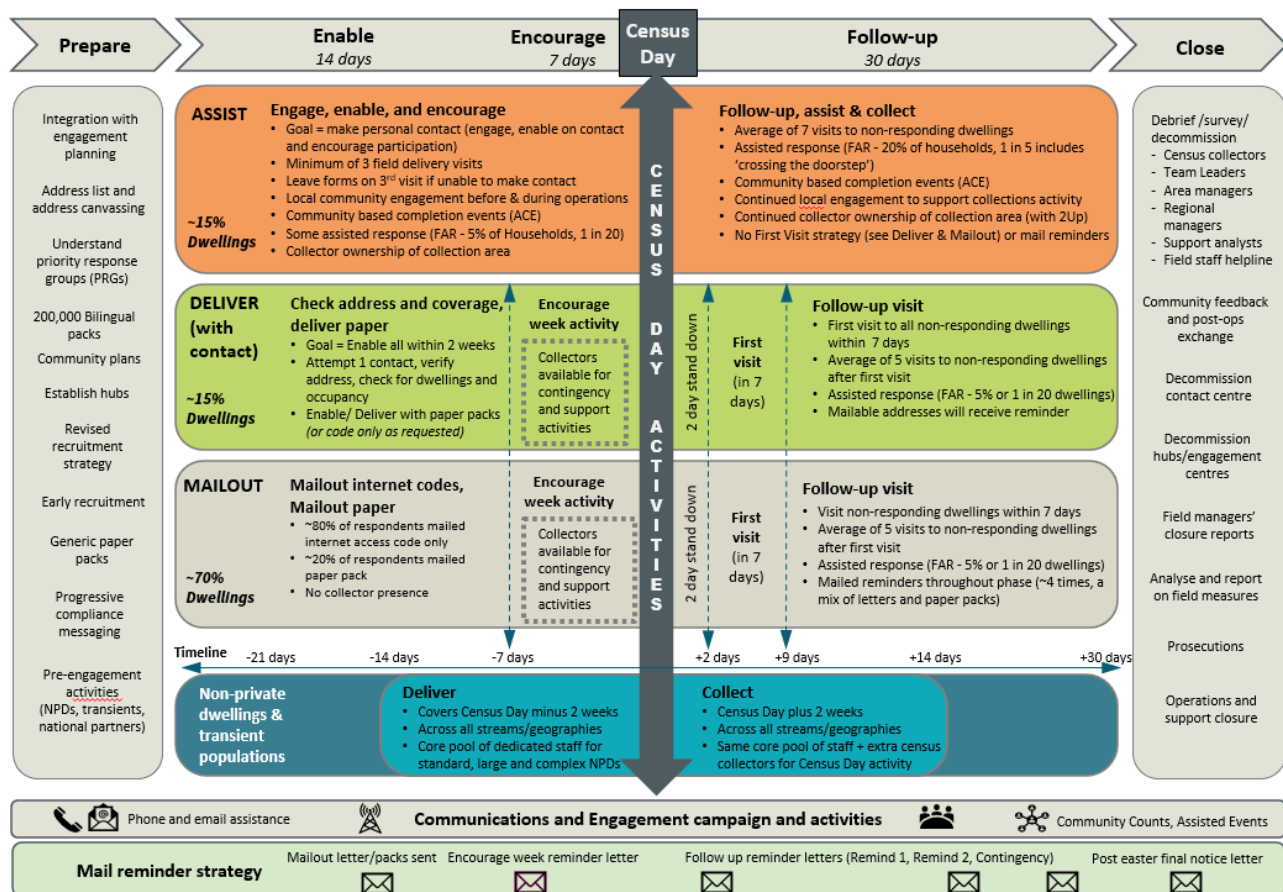 Prepare
Enable
14 days
Encourage
7 days
Census
Day
Follow-up
30 days
Close
Integration with
engagement
planning
Address list and
address canvassing
Understand
priority response
groups (PRGs)
200,000 Bilingual
packs
Community plans
Establish hubs
Revised
recruitment
strategy
Early recruitment
Generic paper
packs
Progressive
compliance
messaging
Pre-engagement
activities
(NPDs, transients,
national partners)
ASSIST
~15%
Dwellings
Engage, enable, and encourage
• Goal = make personal contact (engage, enable on contact
and encourage participation)
• Minimum of 3 field delivery visits
• Leave forms on 3rd visit if unable to make contact
• Local community engagement before & during operations
• Community based completion events (ACE)
• Some assisted response (FAR - 5% of Households, 1 in 20)
• Collector ownership of collection area
CENSUS DAY ACTIVITIES
Follow-up, assist & collect
• Average of 7 visits to non-responding dwellings
• Assisted response (FAR - 20% of households, 1 in 5 includes
‘crossing the doorstep’)
• Community based completion events (ACE)
• Continued local engagement to support collections activity
• Continued collector ownership of collection area (with 2Up)
• No First Visit strategy (see Deliver & Mailout) or mail reminders
DELIVER
(with
contact)
~15%
Dwellings
Check address and coverage,
deliver paper
• Goal = Enable all within 2 weeks
• Attempt 1 contact, verify
address, check for dwellings and
occupancy
• Enable/ Deliver with paper packs
(or code only as requested)
Encourage
week activity
Collectors
available for
contingency
and support
activities
2 day stand down
First
visit
(in 7
days)
Follow-up visit
• First visit to all non-responding dwellings
within 7 days
• Average of 5 visits to non-responding dwellings
after first visit
• Assisted response (FAR - 5% or 1 in 20 dwellings)
• Mailable addresses will receive reminder
MAILOUT
~70%
Dwellings
Mailout internet codes,
Mailout paper
• ~80% of respondents mailed
internet access code only
• ~20% of respondents mailed
paper pack
• No collector presence
Encourage
week activity
Collectors
available for
contingency
and support
activities
2 day stand down
First
visit
(in 7
days)
Follow-up visit
• Visit non-responding dwellings within 7 days
• Average of 5 visits to non-responding dwellings
after first visit
• Assisted response (FAR - 5% or 1 in 20 dwellings)
• Mailed reminders throughout phase (~4 times, a
mix of letters and paper packs)
Timeline
-21 days
-14 days
-7 days
+2 days
+9 days
+14 days
+30 days
Non-private
dwellings &
transient
populations
Deliver
• Covers Census Day minus 2 weeks
• Across all streams/geographies
• Core pool of dedicated staff for
standard, large and complex NPDs
Collect
• Census Day plus 2 weeks
• Across all streams/geographies
• Same core pool of staff + extra census
collectors for Census Day activity
Debrief /survey/
decommission
- Census collectors
- Team Leaders
- Area managers
- Regional
managers
- Support analysts
- Field staff helpline
Community feedback
and post-ops
exchange
Decommission
contact centre
Decommission
hubs/engagement
centres
Field managers’
closure reports
Analyse and report
on field measures
Prosecutions
Operations and
support closure
Phone and email assistance
Communications and Engagement campaign and activities
Community Counts, Assisted Events
Mail reminder strategy
Mailout letter/packs sent
Encourage week reminder letter
Follow up reminder letters (Remind 1, Remind 2, Contingency)
Post easter final notice letter